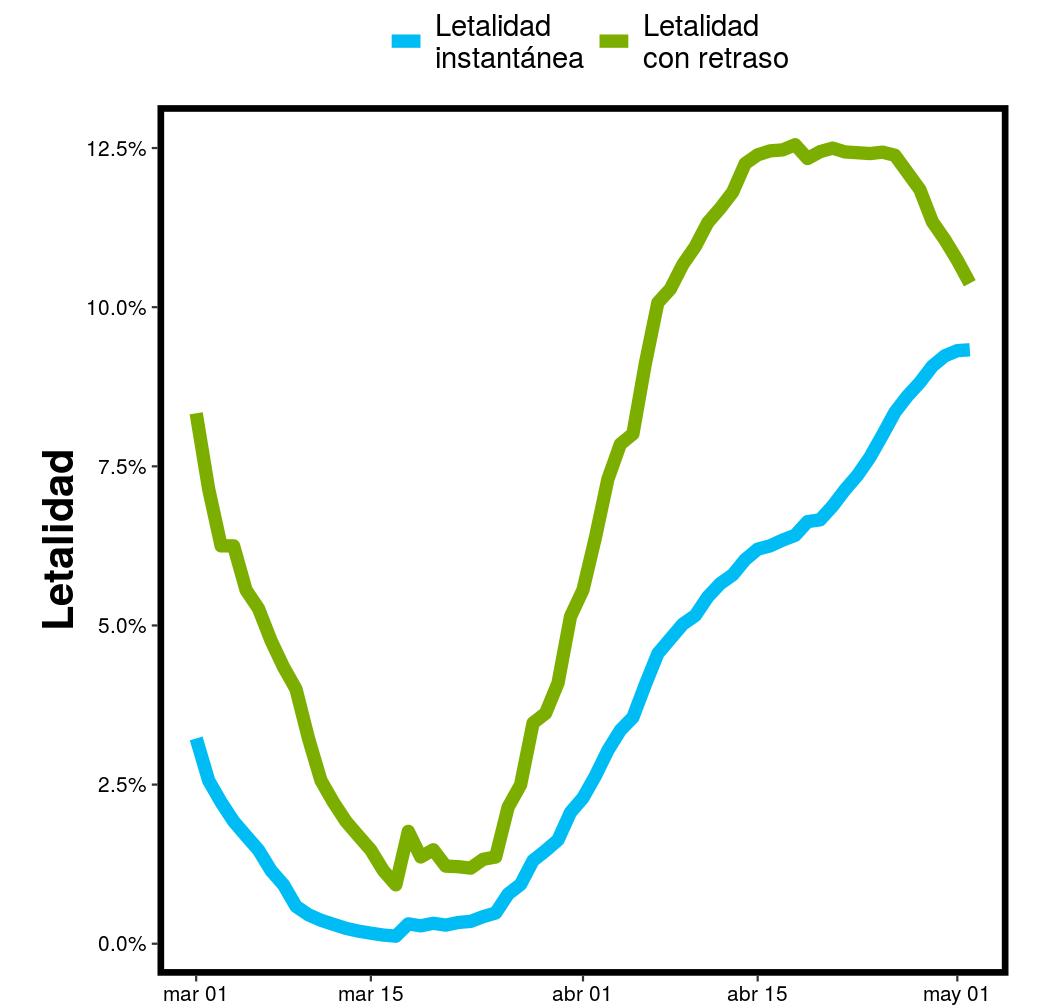 Letalidad
instantánea
Letalidad
con retraso
12.5%
10.0%
7.5%
5.0%
2.5%
0.0%
Letalidad
mar 01
mar 15
abr 01
abr 15
may 01